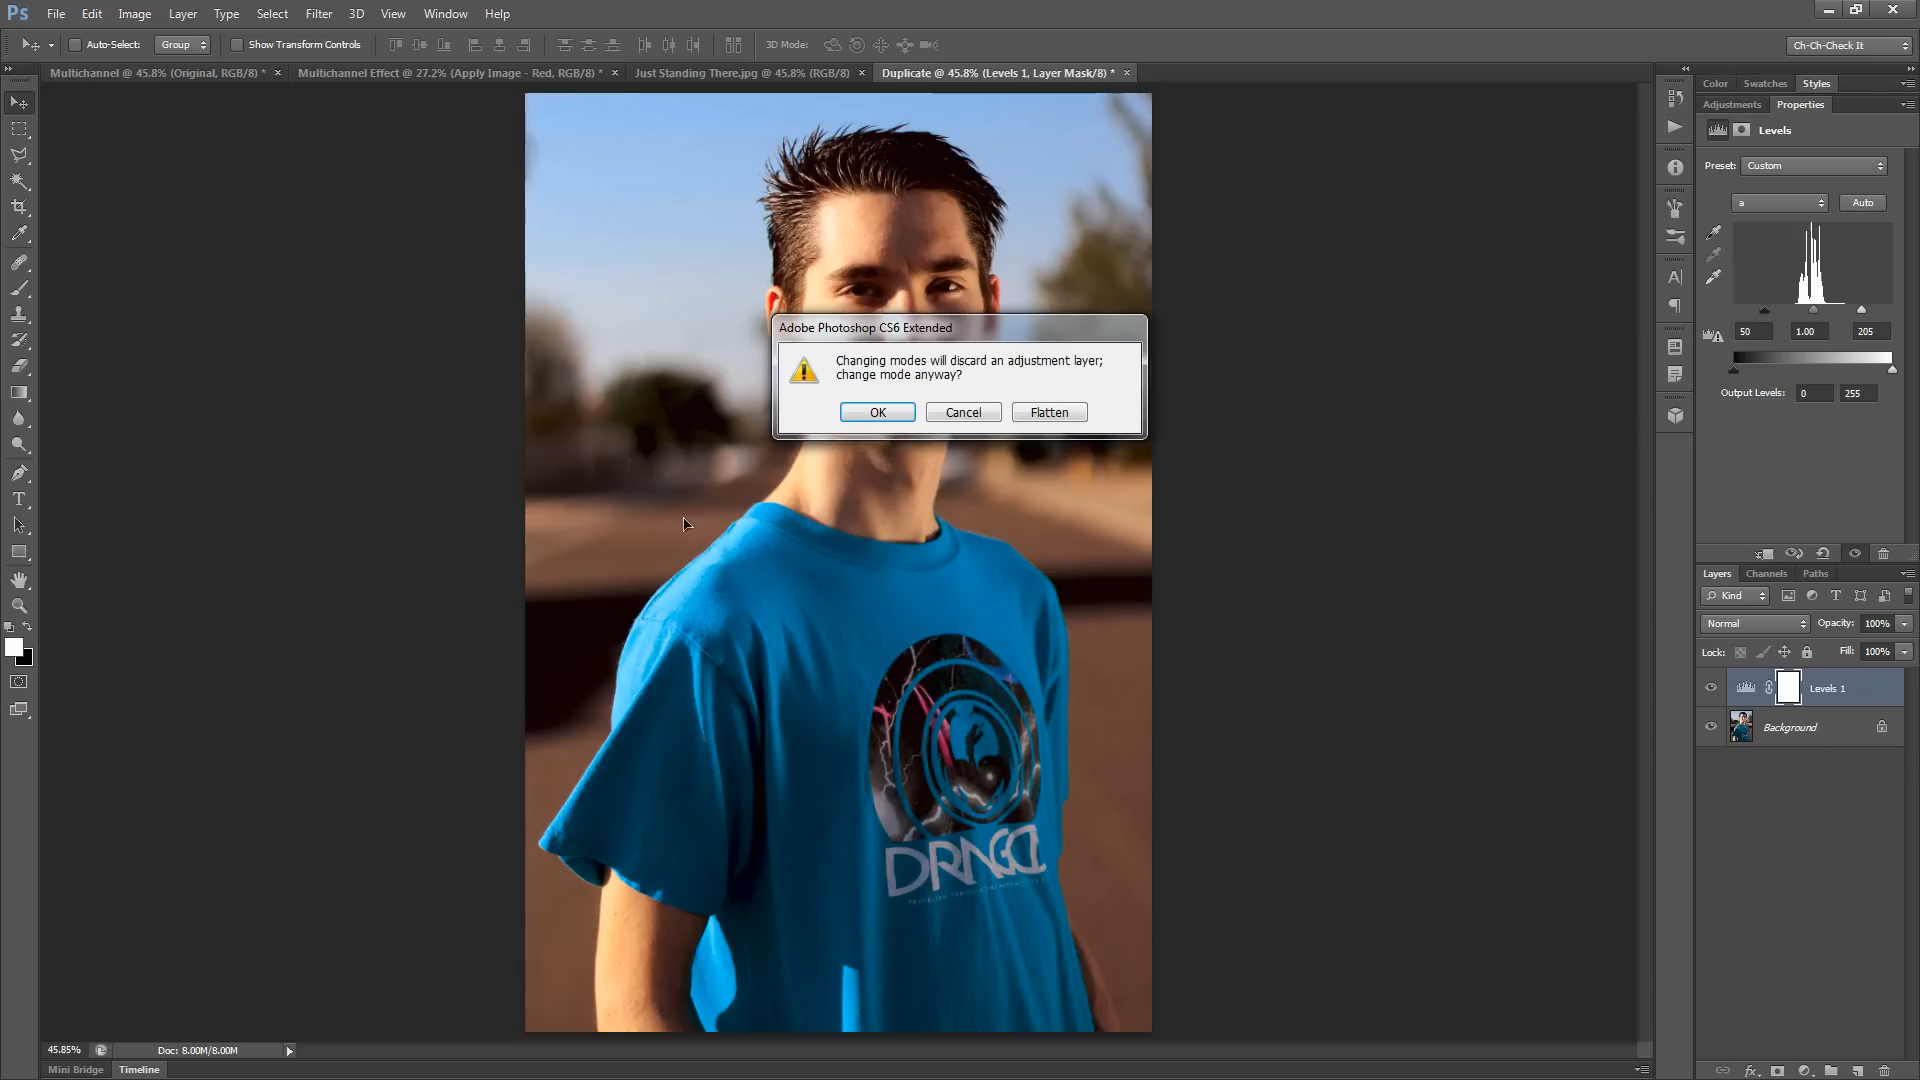 Ps File Edit Image Layer Type Select Filter 3D View Window Help
Auto-Select: Group Show Transform Controls 3D Mode: Ch-Ch-Check It
Multichannel @ 45.8% (Original, RGB/8) * × Multichannel Effect @ 27.2% (Apply Image - Red, RGB/8) * × Just Standing There.jpg @ 45.8% (RGB/8) × Duplicate @ 45.8% (Levels 1, Layer Mask/8) * ×
Color Swatches Styles
Adjustments Properties
Levels
Preset: Custom
a Auto
50 1.00 205
Output Levels: 0 255
Adobe Photoshop CS6 Extended
Changing modes will discard an adjustment layer;
change mode anyway?
OK Cancel Flatten
Layers Channels Paths
Kind
Normal Opacity: 100%
Lock: Fill: 100%
Levels 1
Background
45.85% Doc: 8.00M/8.00M
Mini Bridge Timeline